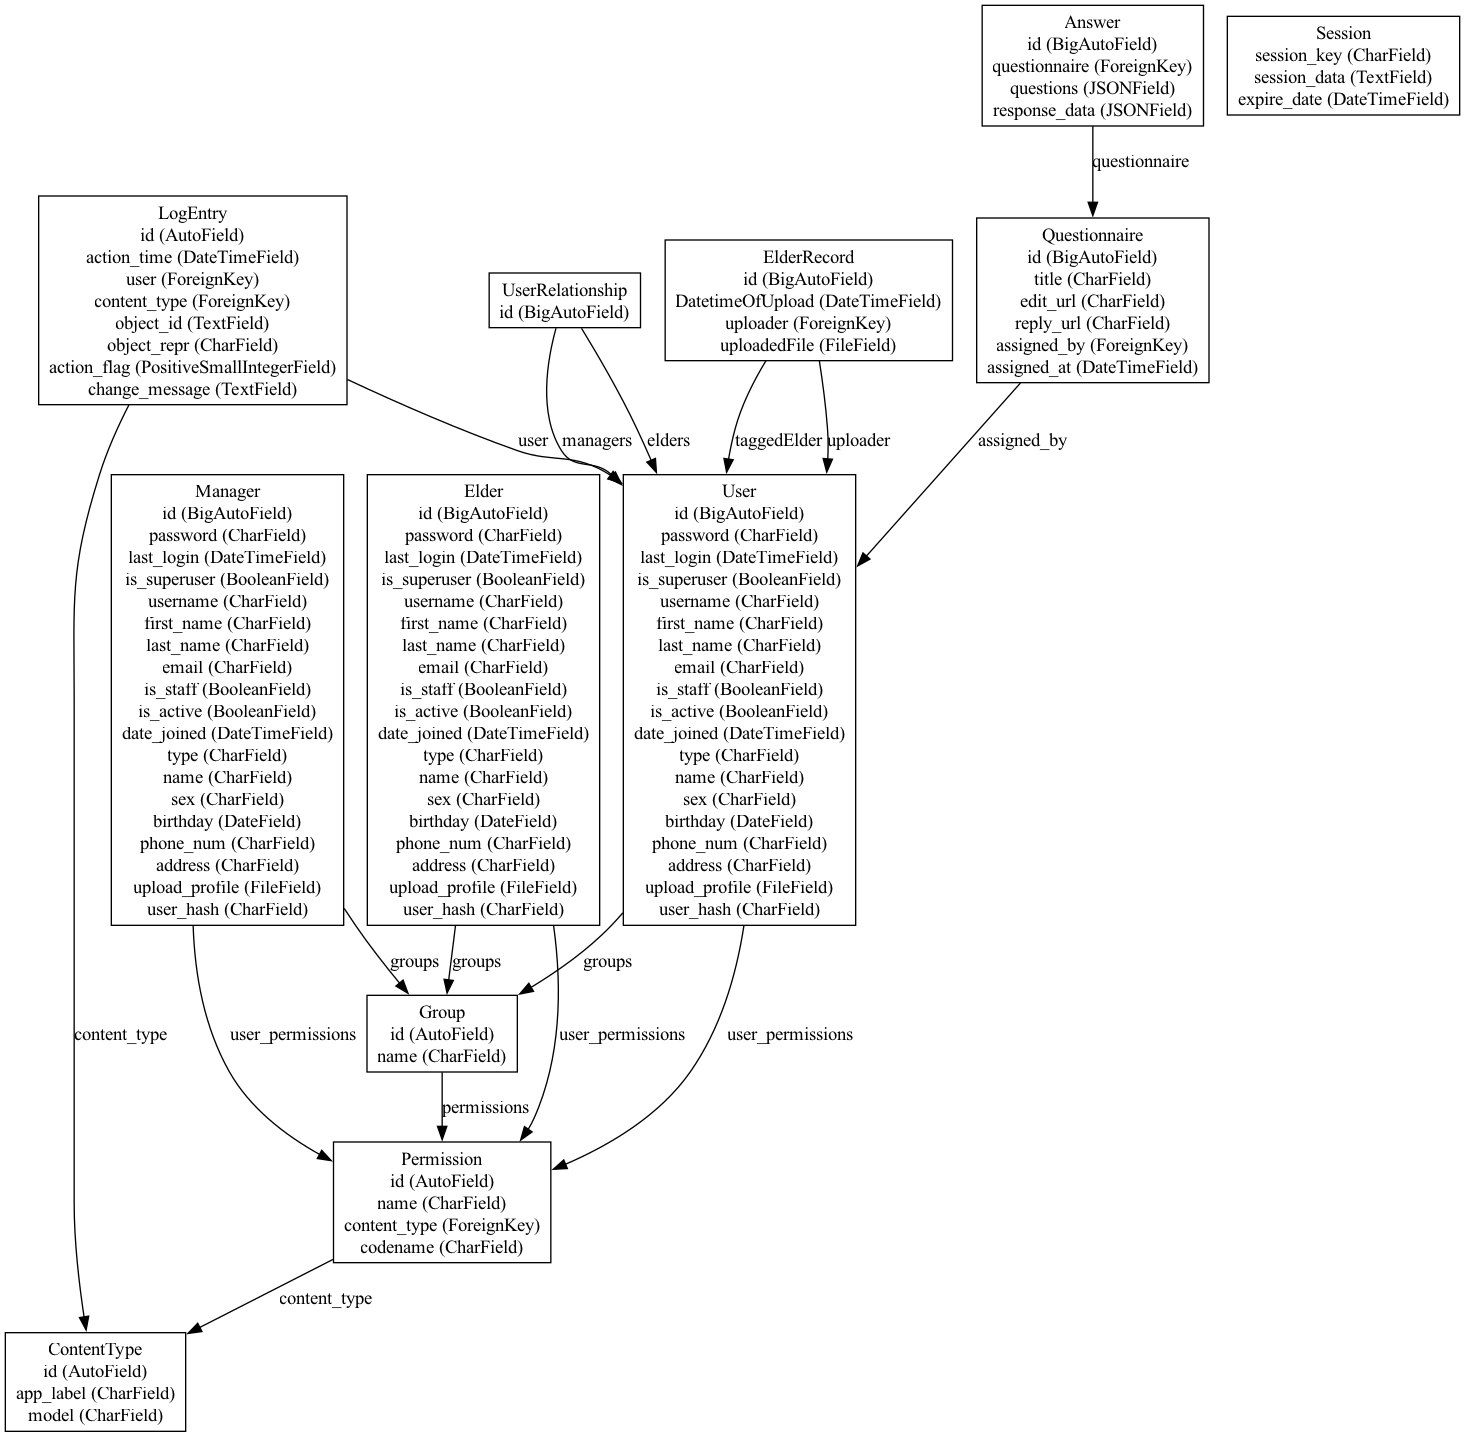 Answer
id (BigAutoField)
questionnaire (ForeignKey)
questions (JSONField)
response_data (JSONField)
Session
session_key (CharField)
session_data (TextField)
expire_date (DateTimeField)
questionnaire
LogEntry
id (AutoField)
action_time (DateTimeField)
user (ForeignKey)
content_type (ForeignKey)
object_id (TextField)
object_repr (CharField)
action_flag (PositiveSmallIntegerField)
change_message (TextField)
UserRelationship
id (BigAutoField)
ElderRecord
id (BigAutoField)
DatetimeOfUpload (DateTimeField)
uploader (ForeignKey)
uploadedFile (FileField)
Questionnaire
id (BigAutoField)
title (CharField)
edit_url (CharField)
reply_url (CharField)
assigned_by (ForeignKey)
assigned_at (DateTimeField)
user
managers
elders
taggedElder
uploader
assigned_by
Manager
id (BigAutoField)
password (CharField)
last_login (DateTimeField)
is_superuser (BooleanField)
username (CharField)
first_name (CharField)
last_name (CharField)
email (CharField)
is_staff (BooleanField)
is_active (BooleanField)
date_joined (DateTimeField)
type (CharField)
name (CharField)
sex (CharField)
birthday (DateField)
phone_num (CharField)
address (CharField)
upload_profile (FileField)
user_hash (CharField)
Elder
id (BigAutoField)
password (CharField)
last_login (DateTimeField)
is_superuser (BooleanField)
username (CharField)
first_name (CharField)
last_name (CharField)
email (CharField)
is_staff (BooleanField)
is_active (BooleanField)
date_joined (DateTimeField)
type (CharField)
name (CharField)
sex (CharField)
birthday (DateField)
phone_num (CharField)
address (CharField)
upload_profile (FileField)
user_hash (CharField)
User
id (BigAutoField)
password (CharField)
last_login (DateTimeField)
is_superuser (BooleanField)
username (CharField)
first_name (CharField)
last_name (CharField)
email (CharField)
is_staff (BooleanField)
is_active (BooleanField)
date_joined (DateTimeField)
type (CharField)
name (CharField)
sex (CharField)
birthday (DateField)
phone_num (CharField)
address (CharField)
upload_profile (FileField)
user_hash (CharField)
groups
groups
groups
content_type
user_permissions
Group
id (AutoField)
name (CharField)
user_permissions
user_permissions
permissions
Permission
id (AutoField)
name (CharField)
content_type (ForeignKey)
codename (CharField)
content_type
ContentType
id (AutoField)
app_label (CharField)
model (CharField)